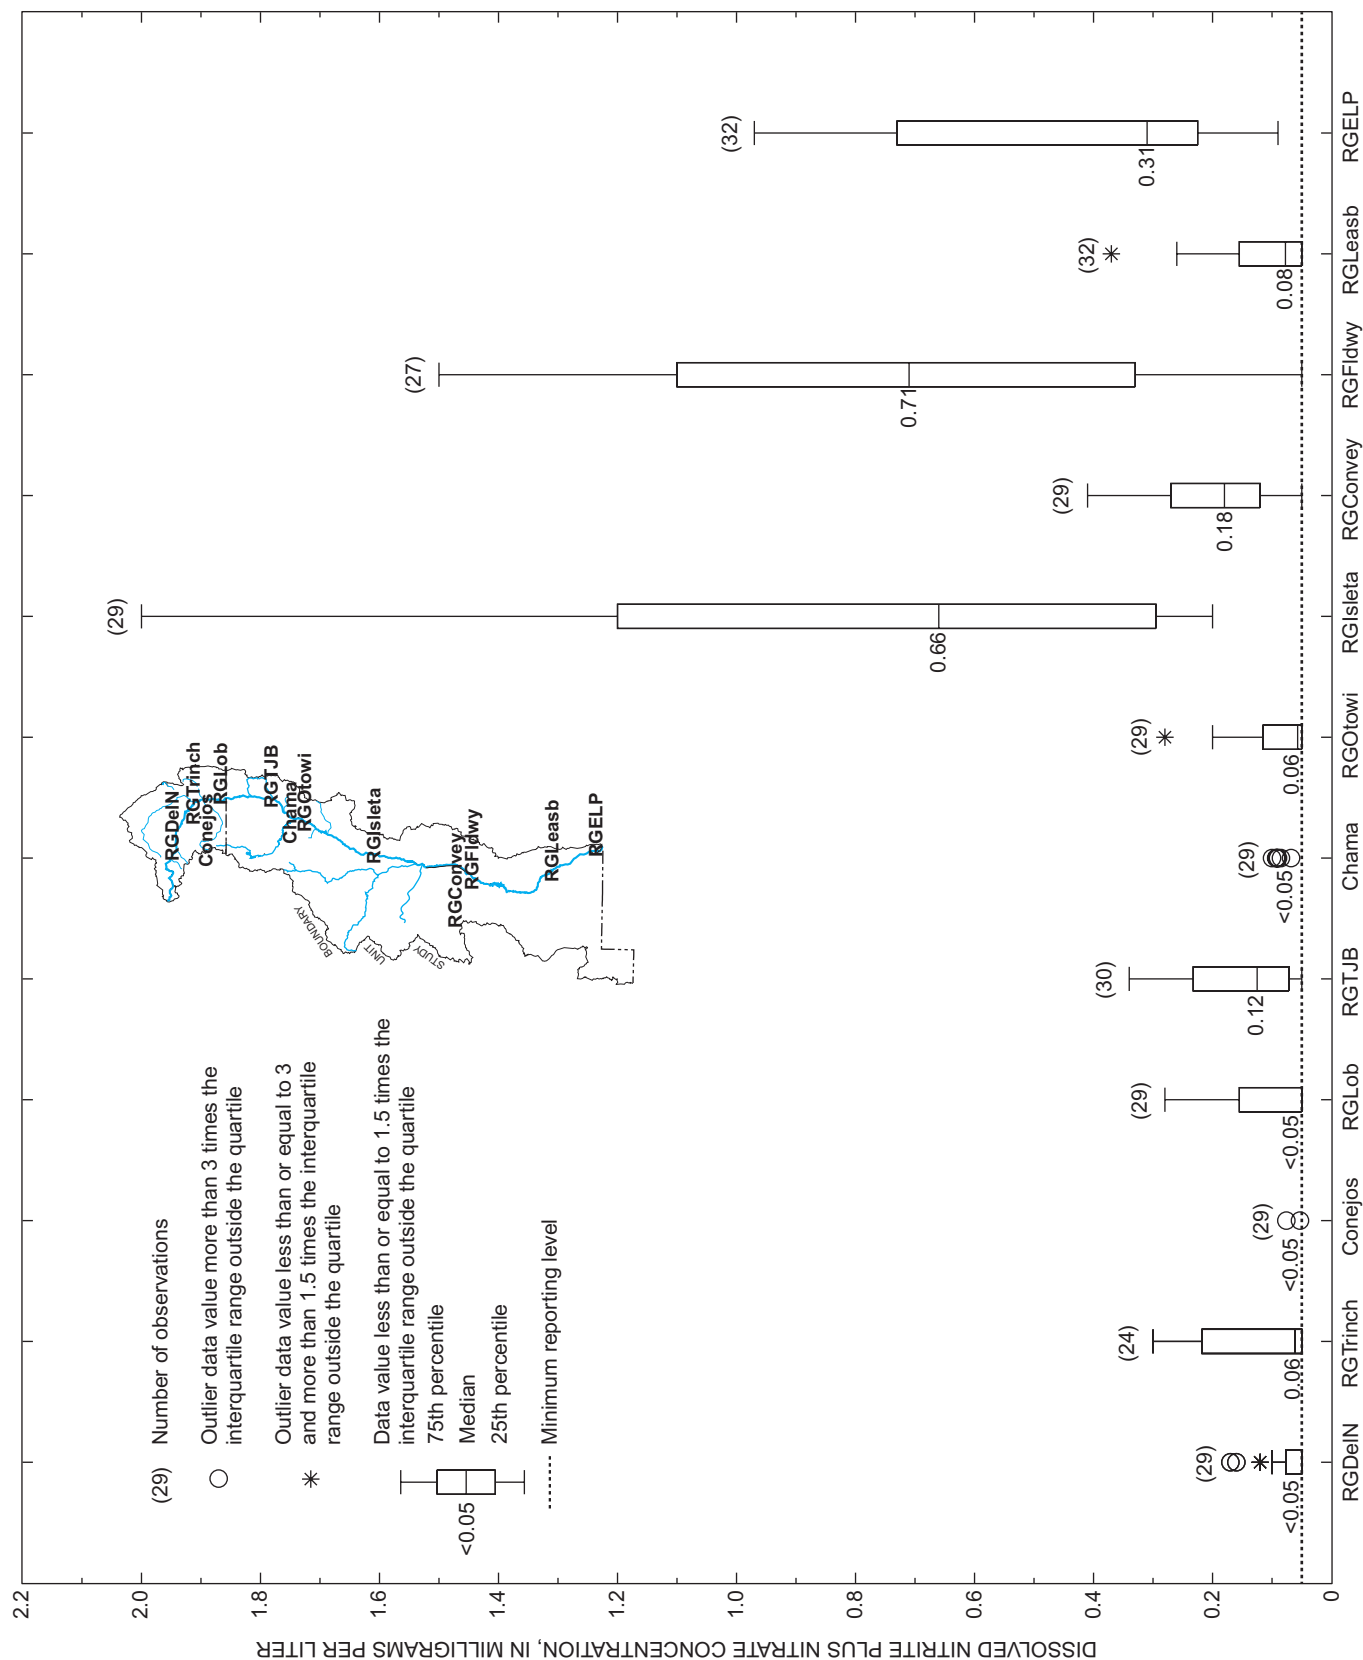 DISSOLVED NITRITE PLUS NITRATE CONCENTRATION, IN MILLIGRAMS PER LITER
2.2
2.0
1.8
1.6
1.4
1.2
1.0
0.8
0.6
0.4
0.2
0
(29) Number of observations
Outlier data value more than 3 times the
interquartile range outside the quartile
Outlier data value less than or equal to 3
and more than 1.5 times the interquartile
range outside the quartile
Data value less than or equal to 1.5 times the
interquartile range outside the quartile
75th percentile
<0.05 Median
25th percentile
Minimum reporting level
RGDelN
RGTrinch
Conejos
RGLob
RGTJB
Chama
RGOtowi
RGIsleta
RGConvey
RGFldwy
RGLeasb
RGELP
STUDY
UNIT
BOUNDARY
(29)
<0.05
(24)
0.06
(29)
<0.05
(29)
<0.05
(30)
0.12
(29)
<0.05
(29)
0.06
(29)
0.66
(29)
0.18
(27)
0.71
(32)
0.08
(32)
0.31
RGDelN RGTrinch Conejos RGLob RGTJB Chama RGOtowi RGIsleta RGConvey RGFldwy RGLeasb RGELP